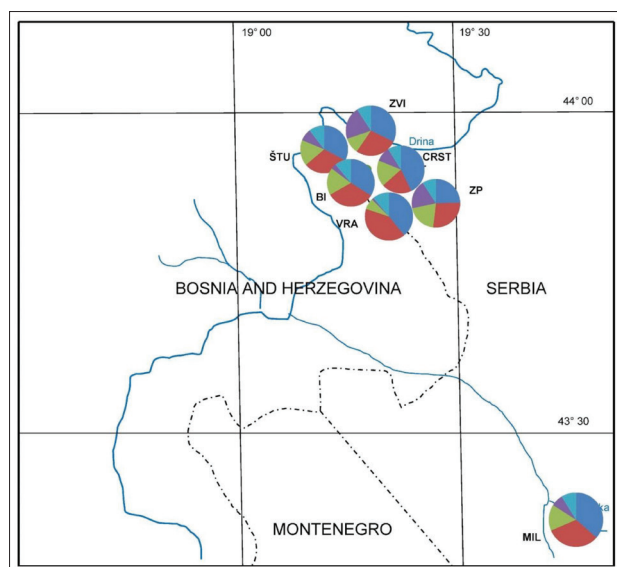 19° 00
19° 30
ZVI
44° 00
Drina
ŠTU
CRST
BI
ZP
VRA
BOSNIA AND HERZEGOVINA
SERBIA
43° 30
MIL
MONTENEGRO